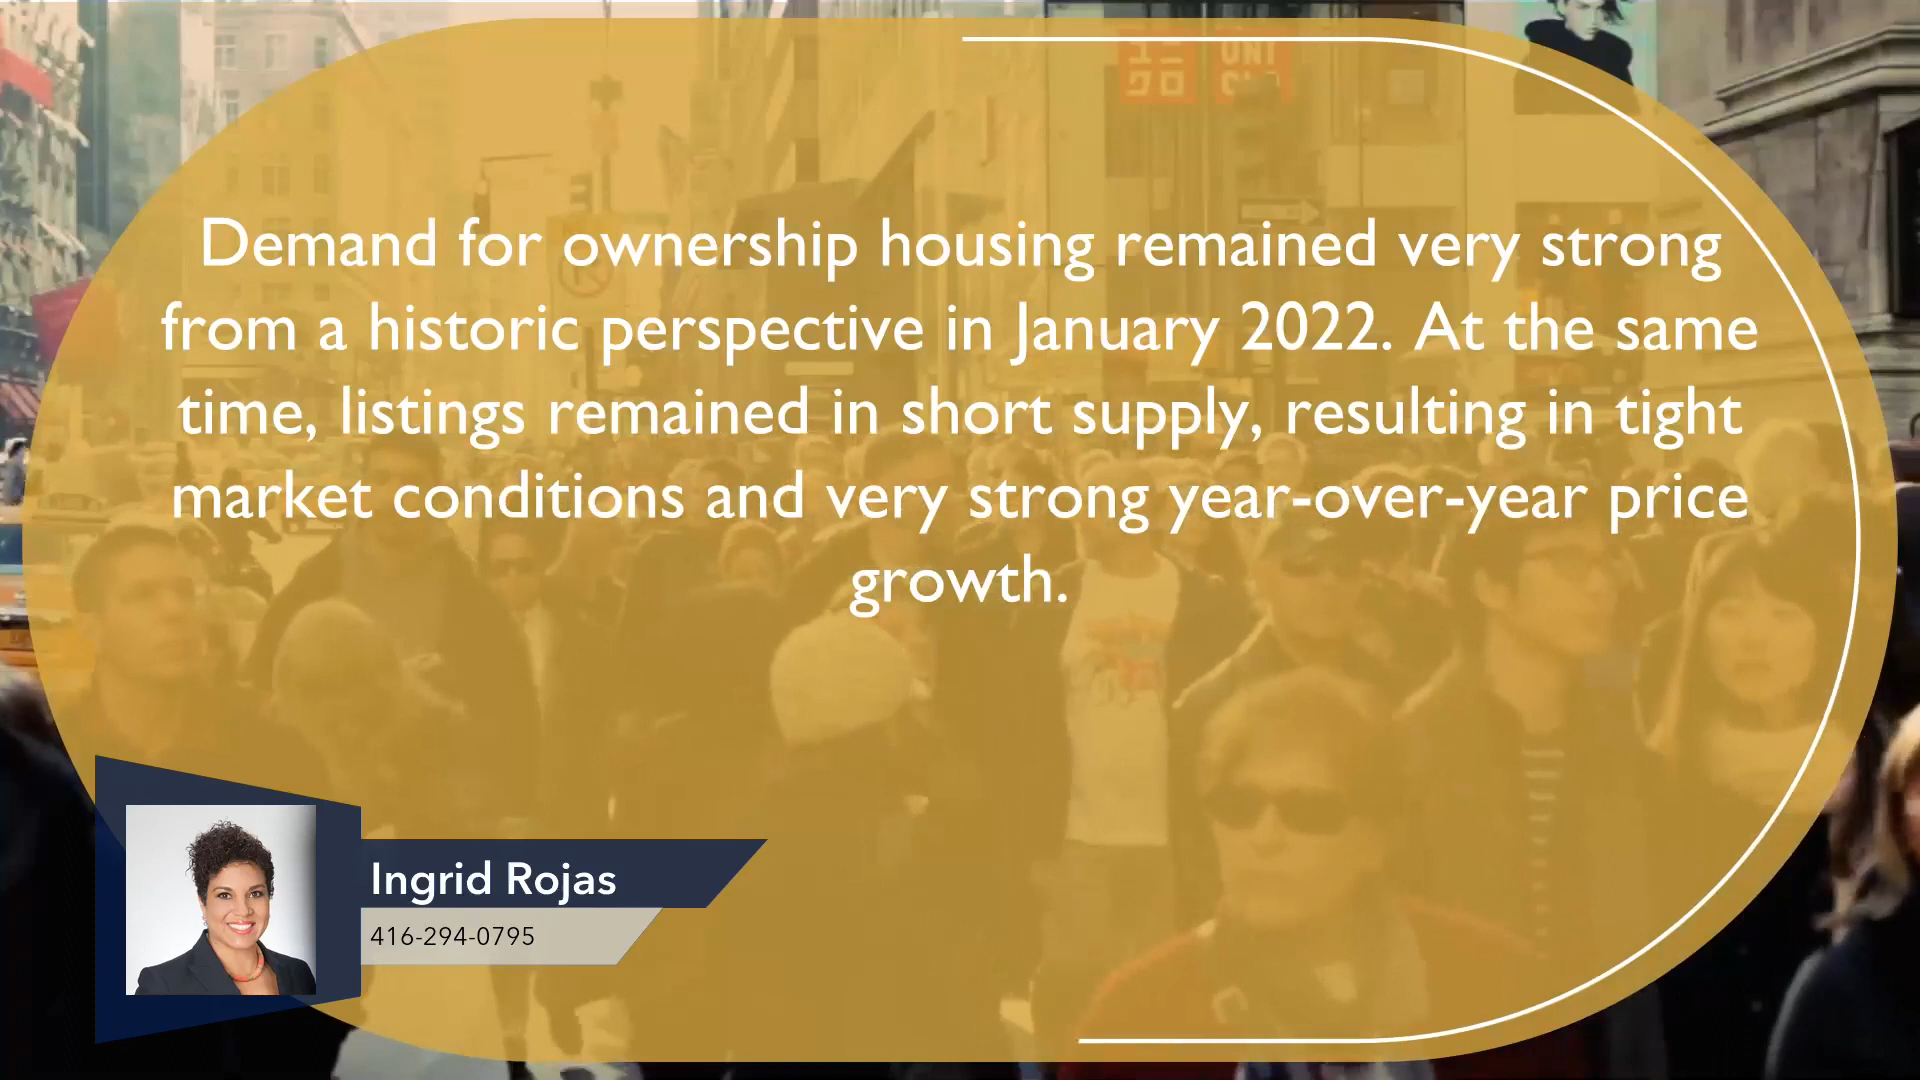 Demand for ownership housing remained very strong
from a historic perspective in January 2022. At the same
time, listings remained in short supply, resulting in tight
market conditions and very strong year-over-year price
growth.
Ingrid Rojas
416-294-0795